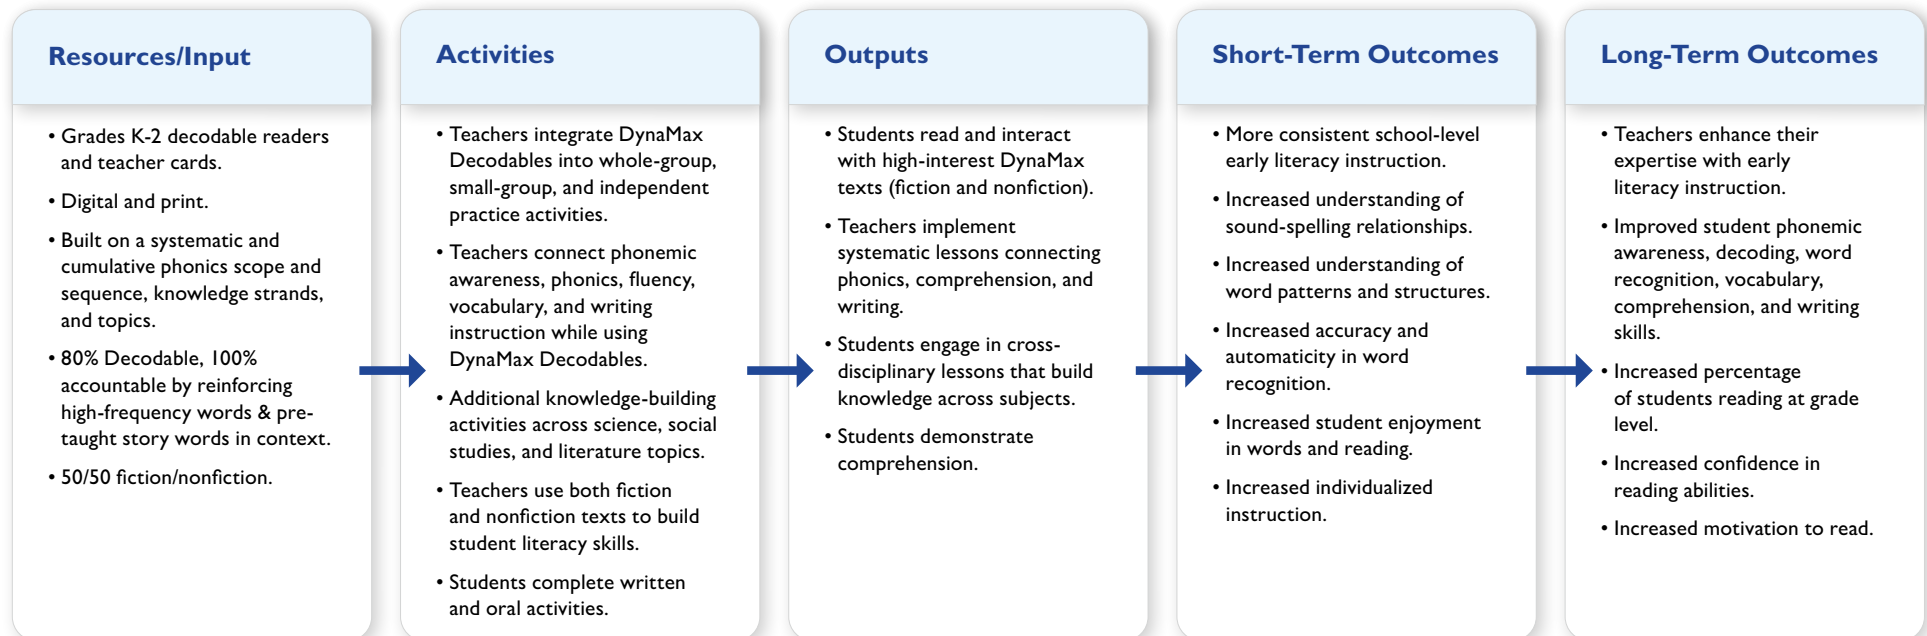 Resources/Input
• Grades K-2 decodable readers
and teacher cards.
• Digital and print.
• Built on a systematic and
cumulative phonics scope and
sequence, knowledge strands,
and topics.
• 80% Decodable, 100%
accountable by reinforcing
high-frequency words & pre-
taught story words in context.
• 50/50 fiction/nonfiction.
Activities
• Teachers integrate DynaMax
Decodables into whole-group,
small-group, and independent
practice activities.
• Teachers connect phonemic
awareness, phonics, fluency,
vocabulary, and writing
instruction while using
DynaMax Decodables.
• Additional knowledge-building
activities across science, social
studies, and literature topics.
• Teachers use both fiction
and nonfiction texts to build
student literacy skills.
• Students complete written
and oral activities.
Outputs
• Students read and interact
with high-interest DynaMax
texts (fiction and nonfiction).
• Teachers implement
systematic lessons connecting
phonics, comprehension, and
writing.
• Students engage in cross-
disciplinary lessons that build
knowledge across subjects.
• Students demonstrate
comprehension.
Short-Term Outcomes
• More consistent school-level
early literacy instruction.
• Increased understanding of
sound-spelling relationships.
• Increased understanding of
word patterns and structures.
• Increased accuracy and
automaticity in word
recognition.
• Increased student enjoyment
in words and reading.
• Increased individualized
instruction.
Long-Term Outcomes
• Teachers enhance their
expertise with early
literacy instruction.
• Improved student phonemic
awareness, decoding, word
recognition, vocabulary,
comprehension, and writing
skills.
• Increased percentage
of students reading at grade
level.
• Increased confidence in
reading abilities.
• Increased motivation to read.